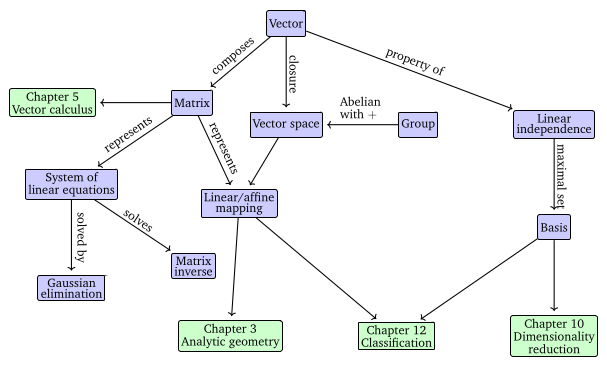 Vector
composes
closure
property of
Chapter 5
Vector calculus
Matrix
Abelian
with +
Vector space
Group
Linear
independence
represents
represents
maximal set
System of
linear equations
Linear/affine
mapping
solved by
solves
Basis
Matrix
inverse
Gaussian
elimination
Chapter 3
Analytic geometry
Chapter 12
Classification
Chapter 10
Dimensionality
reduction